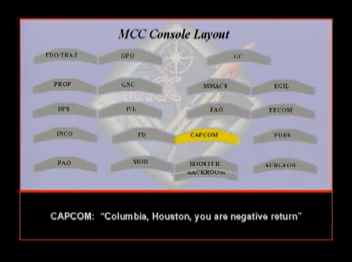 MCC Console Layout
FDO/TRAJ GPO GC
PROP GNC MMACS EGIL
DPS P/L FAO EECOM
INCO FD CAPCOM PDRS
PAO MOD BOOSTER SURGEON
BACKROOM
CAPCOM: "Columbia, Houston, you are negative return"